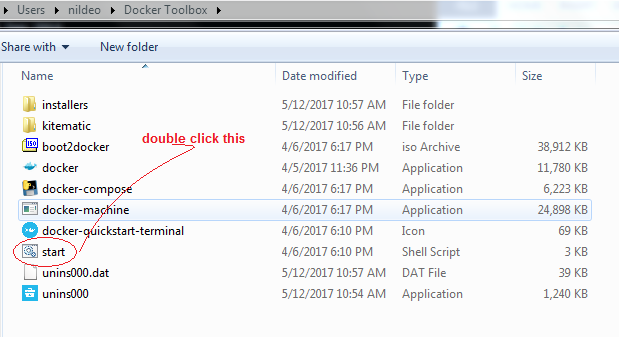 Users nildeo Docker Toolbox
Share with New folder
Name Date modified Type Size
installers 5/12/2017 10:57 AM File folder
kitematic 5/12/2017 10:56 AM File folder
double click this
boot2docker 4/6/2017 6:17 PM iso Archive 38,912 KB
docker 4/5/2017 11:36 PM Application 11,780 KB
docker-compose 4/6/2017 6:17 PM Application 6,223 KB
docker-machine 4/6/2017 6:17 PM Application 24,898 KB
docker-quickstart-terminal 4/6/2017 6:10 PM Icon 69 KB
start 4/6/2017 6:10 PM Shell Script 3 KB
unins000.dat 5/12/2017 10:57 AM DAT File 39 KB
unins000 5/12/2017 10:54 AM Application 1,240 KB